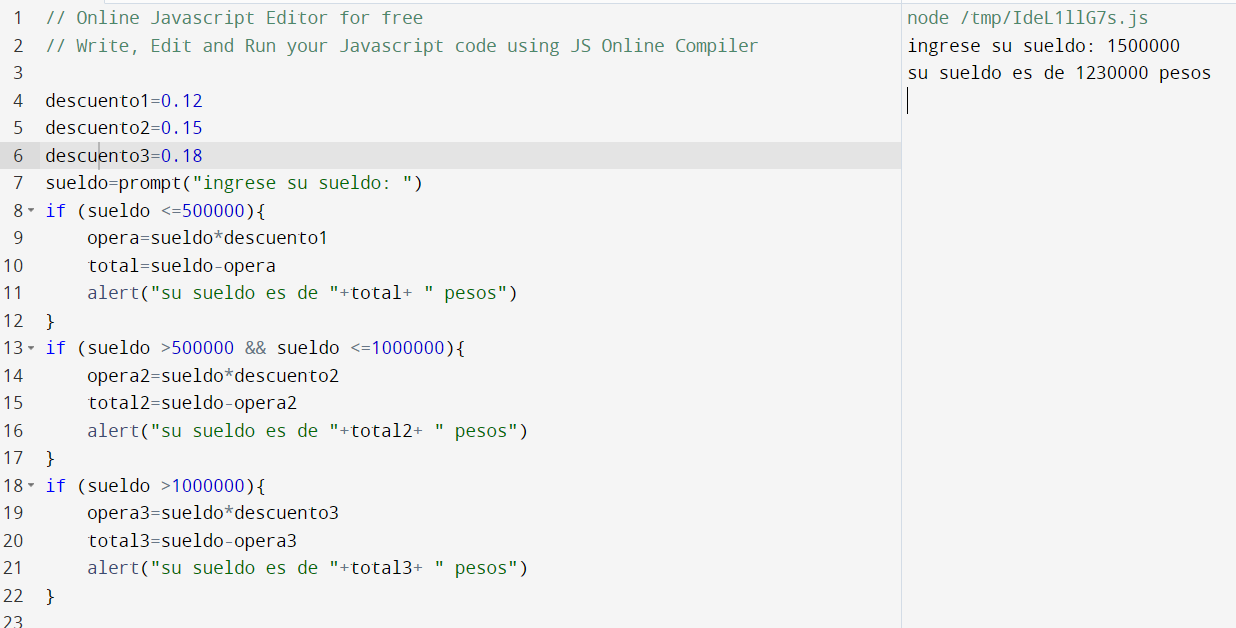 1 // Online Javascript Editor for free
2 // Write, Edit and Run your Javascript code using JS Online Compiler
3
4 descuento1=0.12
5 descuento2=0.15
6 descuento3=0.18
7 sueldo=prompt("ingrese su sueldo: ")
8 if (sueldo <=500000){
9     opera=sueldo*descuento1
10     total=sueldo-opera
11     alert("su sueldo es de "+total+ " pesos")
12 }
13 if (sueldo >500000 && sueldo <=1000000){
14     opera2=sueldo*descuento2
15     total2=sueldo-opera2
16     alert("su sueldo es de "+total2+ " pesos")
17 }
18 if (sueldo >1000000){
19     opera3=sueldo*descuento3
20     total3=sueldo-opera3
21     alert("su sueldo es de "+total3+ " pesos")
22 }
23
node /tmp/IdeL1llG7s.js
ingrese su sueldo: 1500000
su sueldo es de 1230000 pesos